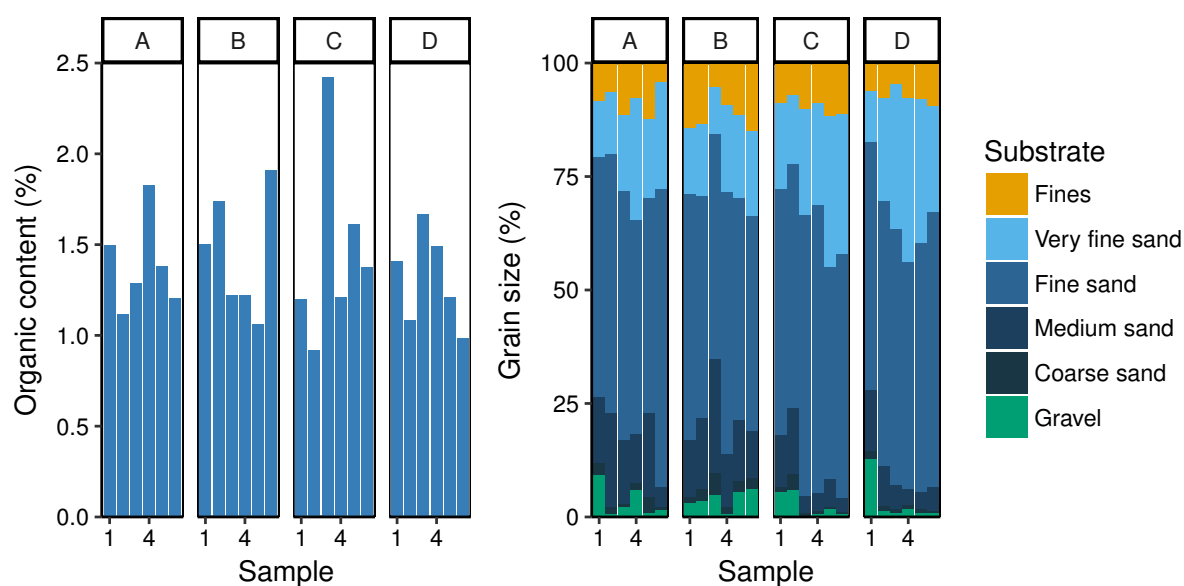 A B C D
2.5
2.0
1.5
1.0
0.5
0.0
Organic content (%)
1 4 1 4 1 4 1 4
Sample
A B C D
100
75
50
25
0
Grain size (%)
1 4 1 4 1 4 1 4
Sample
Substrate
Fines
Very fine sand
Fine sand
Medium sand
Coarse sand
Gravel